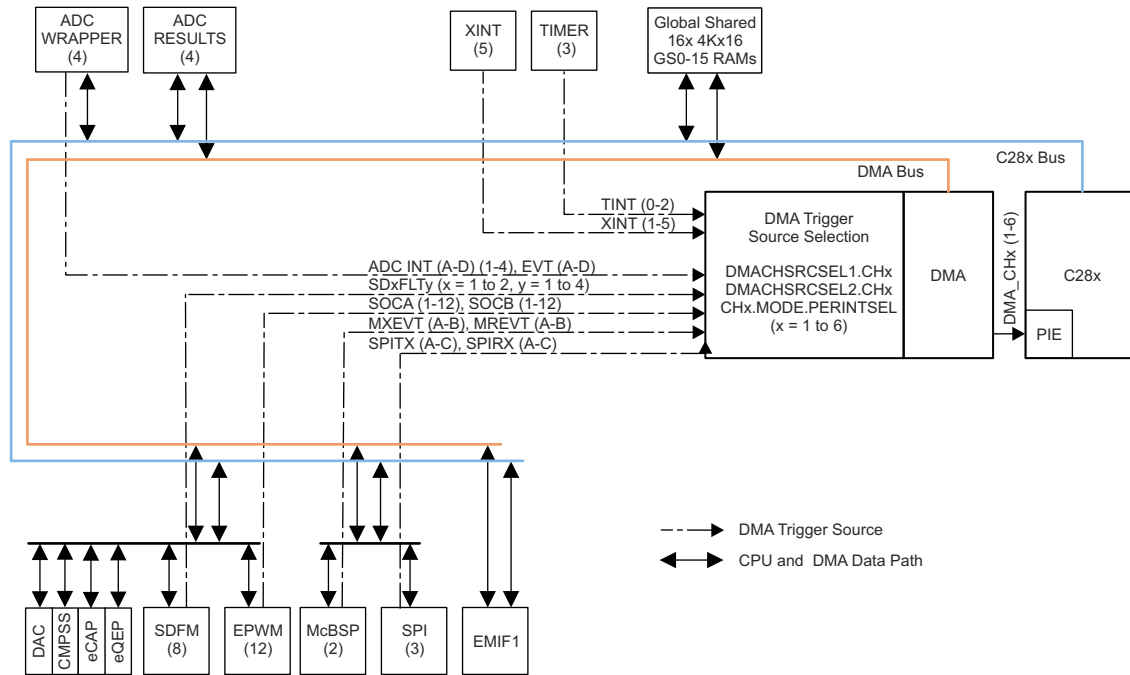 ADC
WRAPPER
(4)
ADC
RESULTS
(4)
XINT
(5)
TIMER
(3)
Global Shared
16x 4Kx16
GS0-15 RAMs
C28x Bus
DMA Bus
TINT (0-2)
XINT (1-5)
ADC INT (A-D) (1-4), EVT (A-D)
SDxFLTy (x = 1 to 2, y = 1 to 4)
SOCA (1-12), SOCB (1-12)
MXEVT (A-B), MREVT (A-B)
SPITX (A-C), SPIRX (A-C)
DMA Trigger
Source Selection
DMACHSRCSEL1.CHx
DMACHSRCSEL2.CHx
CHx.MODE.PERINTSEL
(x = 1 to 6)
DMA
DMA_CHx (1-6)
C28x
PIE
DMA Trigger Source
CPU and DMA Data Path
DAC
CMPSS
eCAP
eQEP
SDFM
(8)
EPWM
(12)
McBSP
(2)
SPI
(3)
EMIF1